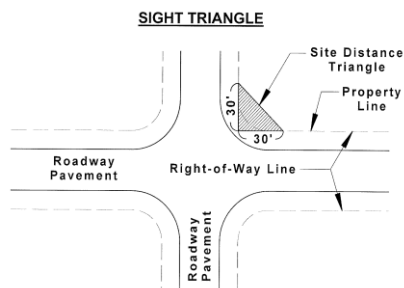 SIGHT TRIANGLE
Site Distance
Triangle
Property
Line
30'
30'
Roadway
Pavement
Right-of-Way Line
Roadway
Pavement